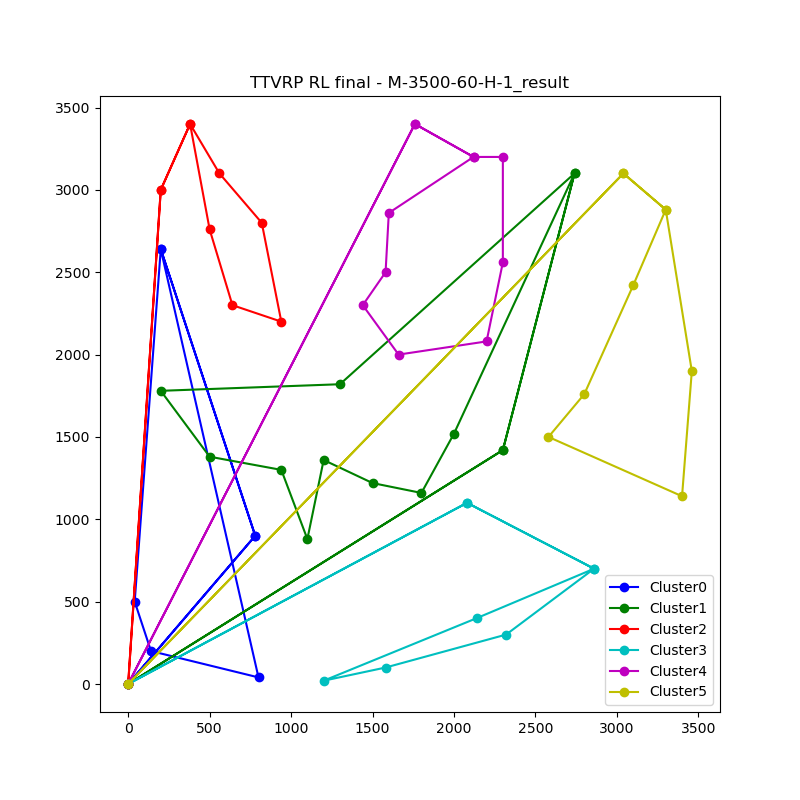 TTVRP RL final - M-3500-60-H-1_result
3500
3000
2500
2000
1500
1000
500
0
0 500 1000 1500 2000 2500 3000 3500
Cluster0
Cluster1
Cluster2
Cluster3
Cluster4
Cluster5